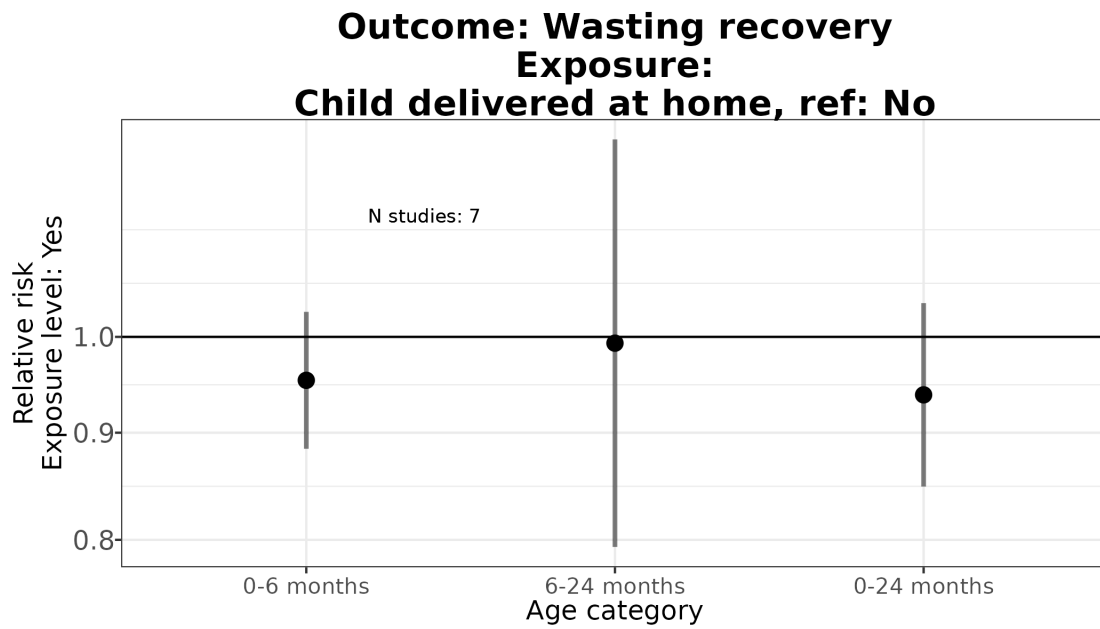 Outcome: Wasting recovery
Exposure:
Child delivered at home, ref: No
N studies: 7
Relative risk
Exposure level: Yes
1.0
0.9
0.8
0-6 months
6-24 months
0-24 months
Age category